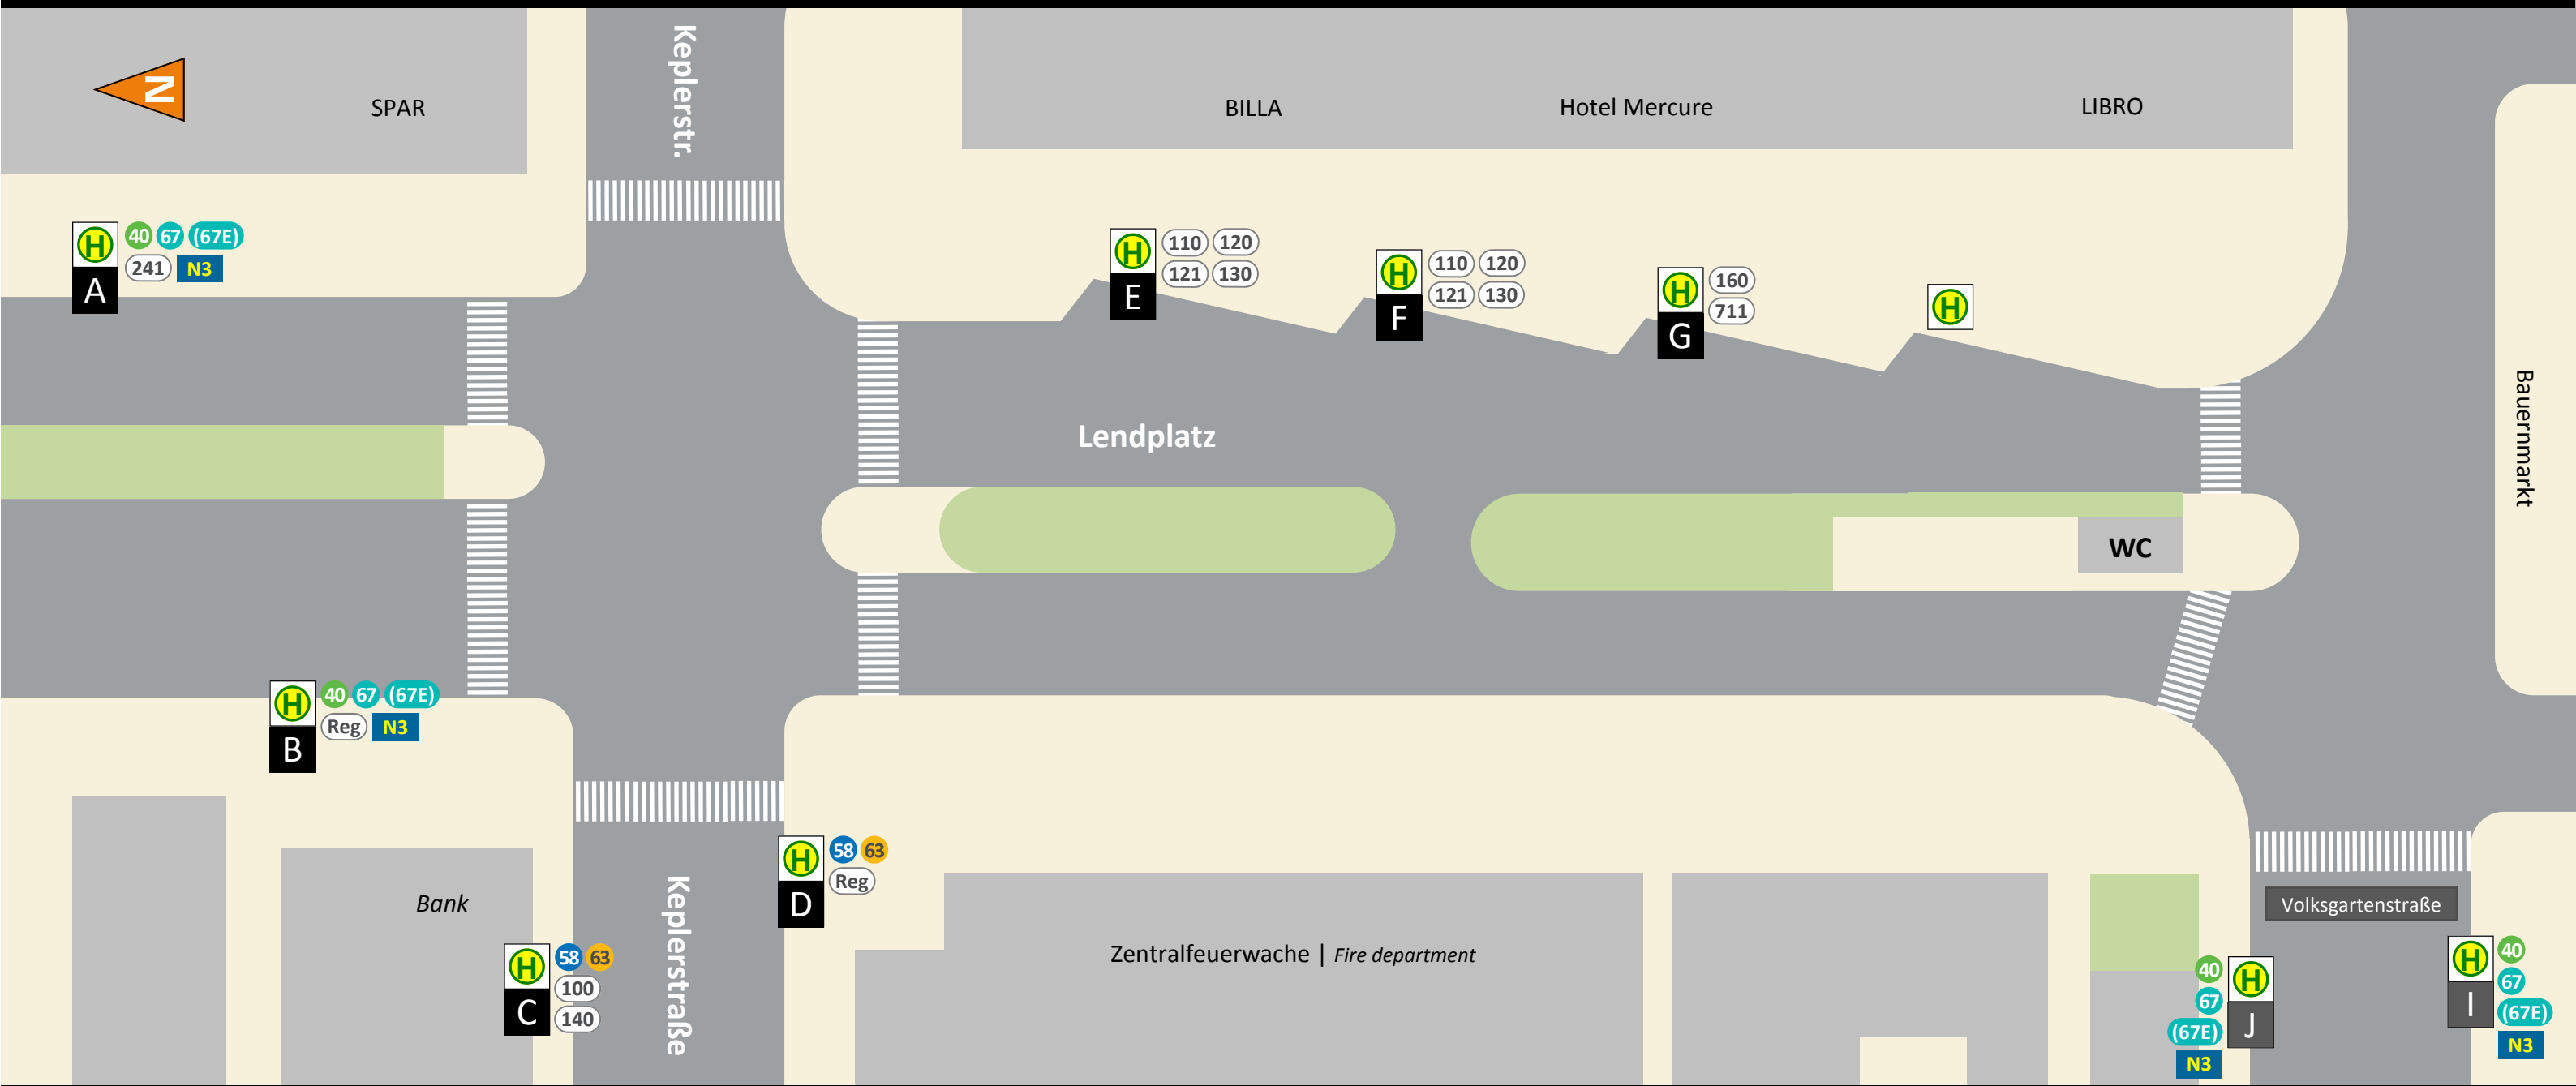 Keplerstr.
N
SPAR
BILLA
Hotel Mercure
LIBRO
H
A
40 67 (67E)
241 N3
H
E
110 120
121 130
H
F
110 120
121 130
H
G
160
711
H
Bauernmarkt
Lendplatz
WC
H
B
40 67 (67E)
Reg N3
H
D
58 63
Reg
Bank
Keplerstraße
H
C
58 63
100
140
Zentralfeuerwache | Fire department
Volksgartenstraße
40
67
(67E)
N3
H
J
H
I
40
67
(67E)
N3